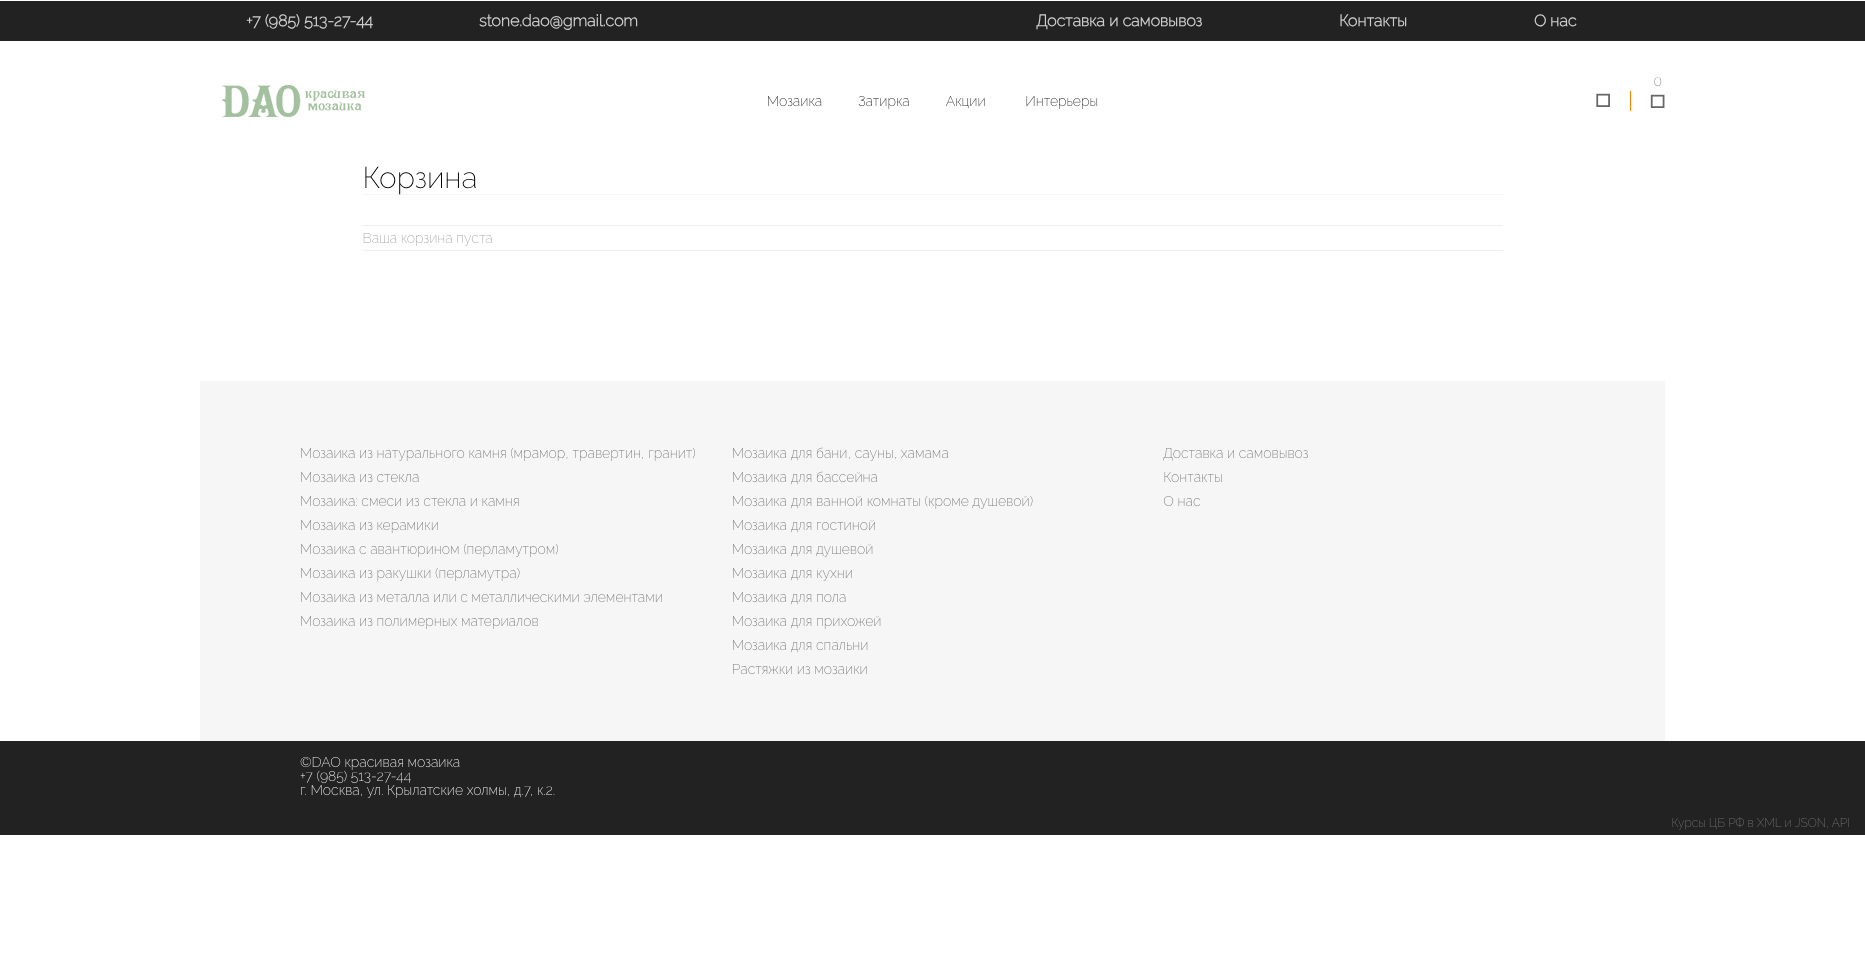 +7 (985) 513-27-44
stone.dao@gmail.com
Доставка и самовывоз
Контакты
О нас
DAO красивая
мозаика
Мозаика
Затирка
Акции
Интерьеры
0
Корзина
Ваша корзина пуста
Мозаика из натурального камня (мрамор, травертин, гранит)
Мозаика из стекла
Мозаика: смеси из стекла и камня
Мозаика из керамики
Мозаика с авантюрином (перламутром)
Мозаика из ракушки (перламутра)
Мозаика из металла или с металлическими элементами
Мозаика из полимерных материалов
Мозаика для бани, сауны, хамама
Мозаика для бассейна
Мозаика для ванной комнаты (кроме душевой)
Мозаика для гостиной
Мозаика для душевой
Мозаика для кухни
Мозаика для пола
Мозаика для прихожей
Мозаика для спальни
Растяжки из мозаики
Доставка и самовывоз
Контакты
О нас
©DAO красивая мозаика
+7 (985) 513-27-44
г. Москва, ул. Крылатские холмы, д.7, к.2.
Курсы ЦБ РФ в XML и JSON, API